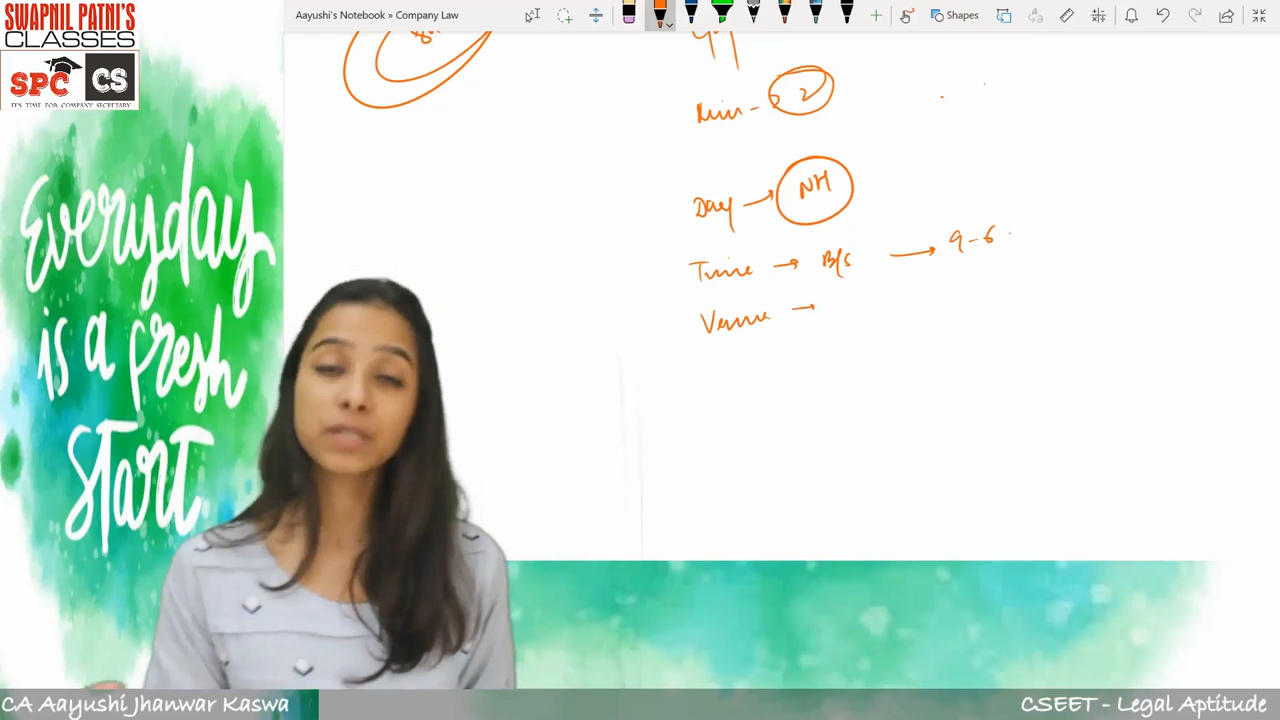 SWAPNIL PATNI'S
CLASSES
SPC CS
IT'S TIME FOR COMPANY SECRETARY
Aayushi's Notebook » Company Law
Shapes
Everyday
is a fresh
START
Min - 2
Day → NH
Time → B/s → 9-6
Venue →
CA Aayushi Jhanwar Kaswa
CSEET - Legal Aptitude